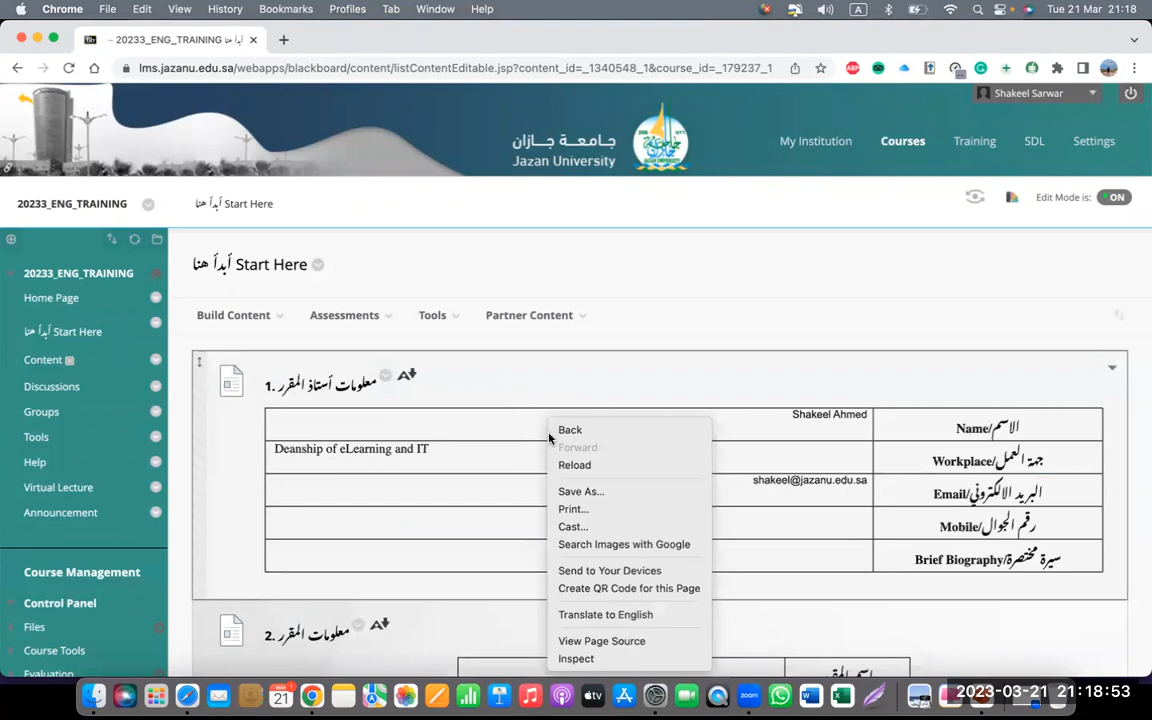 Chrome File Edit View History Bookmarks Profiles Tab Window Help A Tue 21 Mar 21:18
20233_ENG_TRAINING – أبدأ هنا
lms.jazanu.edu.sa/webapps/blackboard/content/listContentEditable.jsp?content_id=_1340548_1&course_id=_179237_1
Shakeel Sarwar
جامعة جازان
Jazan University
My Institution Courses Training SDL Settings
20233_ENG_TRAINING أبدأ هنا Start Here Edit Mode is: ON
20233_ENG_TRAINING
Home Page
أبدأ هنا Start Here
Content
Discussions
Groups
Tools
Help
Virtual Lecture
Announcement
Course Management
Control Panel
Files
Course Tools
Evaluation
أبدأ هنا Start Here
Build Content Assessments Tools Partner Content
1. معلومات أستاذ المقرر
Shakeel Ahmed Name/الاسم
Deanship of eLearning and IT Workplace/جهة العمل
shakeel@jazanu.edu.sa Email/البريد الالكتروني
Mobile/رقم الجوال
Brief Biography/سيرة مختصرة
2. معلومات المقرر
اسم المقرر
Back
Forward
Reload
Save As...
Print...
Cast...
Search Images with Google
Send to Your Devices
Create QR Code for this Page
Translate to English
View Page Source
Inspect
2023-03-21 21:18:53